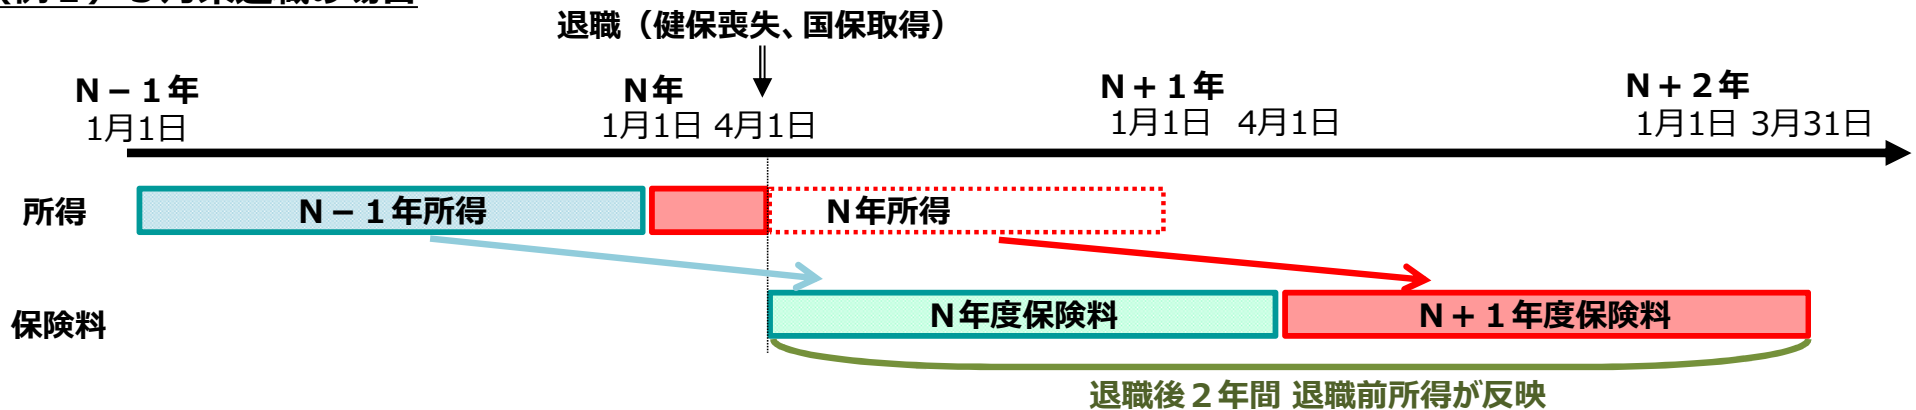 退職（健保喪失、国保取得）
N－１年
N年
N＋１年
N＋２年
1月1日
1月1日 4月1日
1月1日 4月1日
1月1日 3月31日
所得
N－１年所得
N年所得
保険料
N年度保険料
N＋１年度保険料
退職後２年間 退職前所得が反映